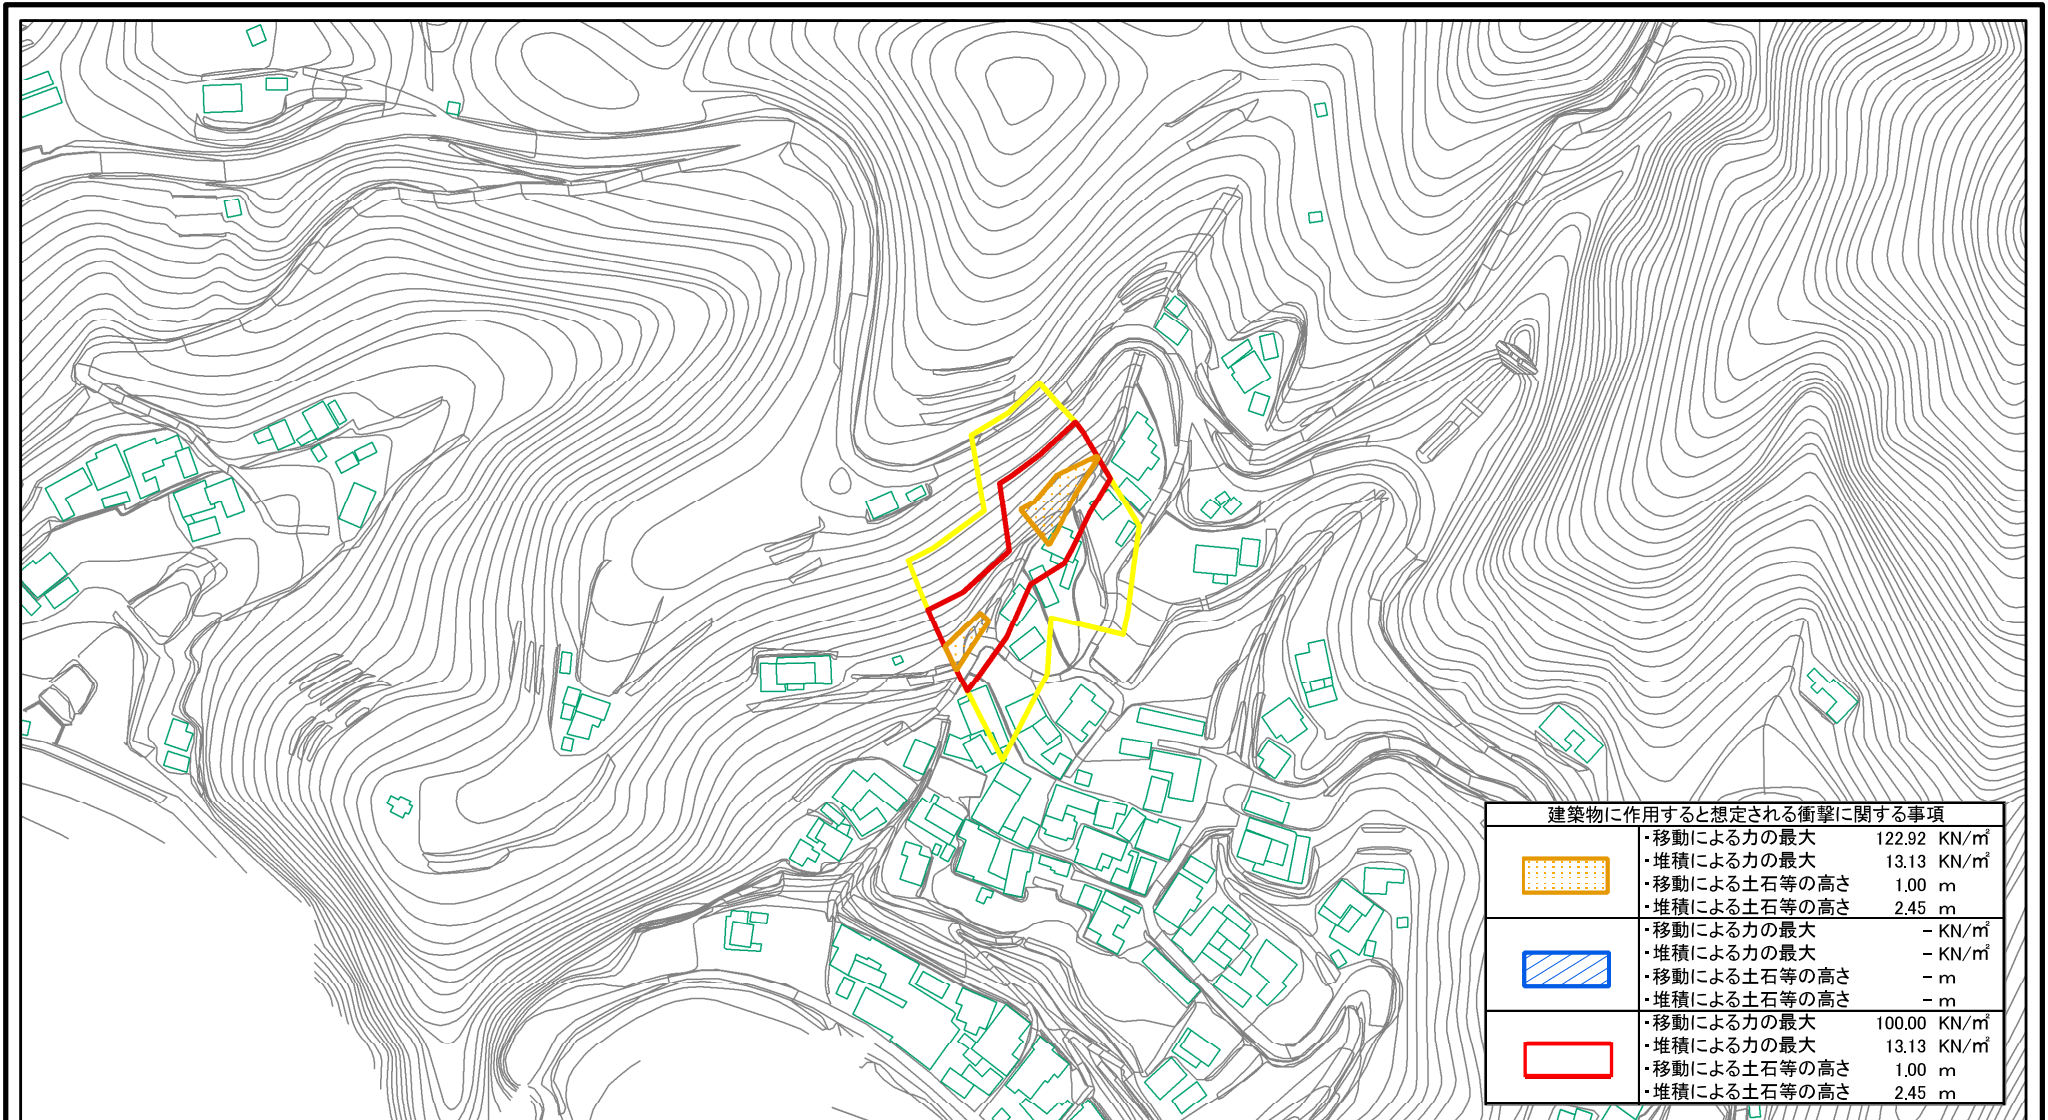 建築物に作用すると想定される衝撃に関する事項
・移動による力の最大 122.92 KN/㎡
・堆積による力の最大 13.13 KN/㎡
・移動による土石等の高さ 1.00 m
・堆積による土石等の高さ 2.45 m
・移動による力の最大 - KN/㎡
・堆積による力の最大 - KN/㎡
・移動による土石等の高さ - m
・堆積による土石等の高さ - m
・移動による力の最大 100.00 KN/㎡
・堆積による力の最大 13.13 KN/㎡
・移動による土石等の高さ 1.00 m
・堆積による土石等の高さ 2.45 m